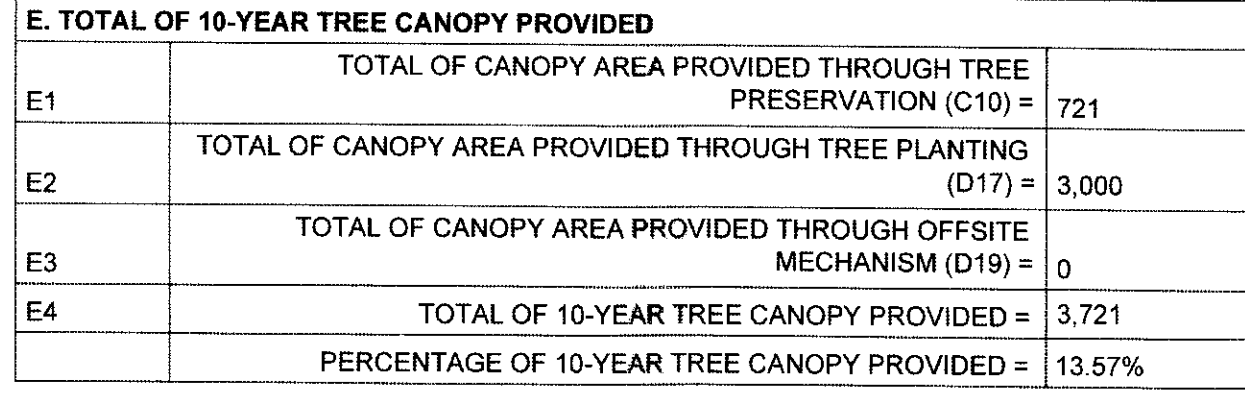 E. TOTAL OF 10-YEAR TREE CANOPY PROVIDED
TOTAL OF CANOPY AREA PROVIDED THROUGH TREE
E1 PRESERVATION (C10) = 721
TOTAL OF CANOPY AREA PROVIDED THROUGH TREE PLANTING
E2 (D17) = 3,000
TOTAL OF CANOPY AREA PROVIDED THROUGH OFFSITE
E3 MECHANISM (D19) = 0
E4 TOTAL OF 10-YEAR TREE CANOPY PROVIDED = 3,721
PERCENTAGE OF 10-YEAR TREE CANOPY PROVIDED = 13.57%